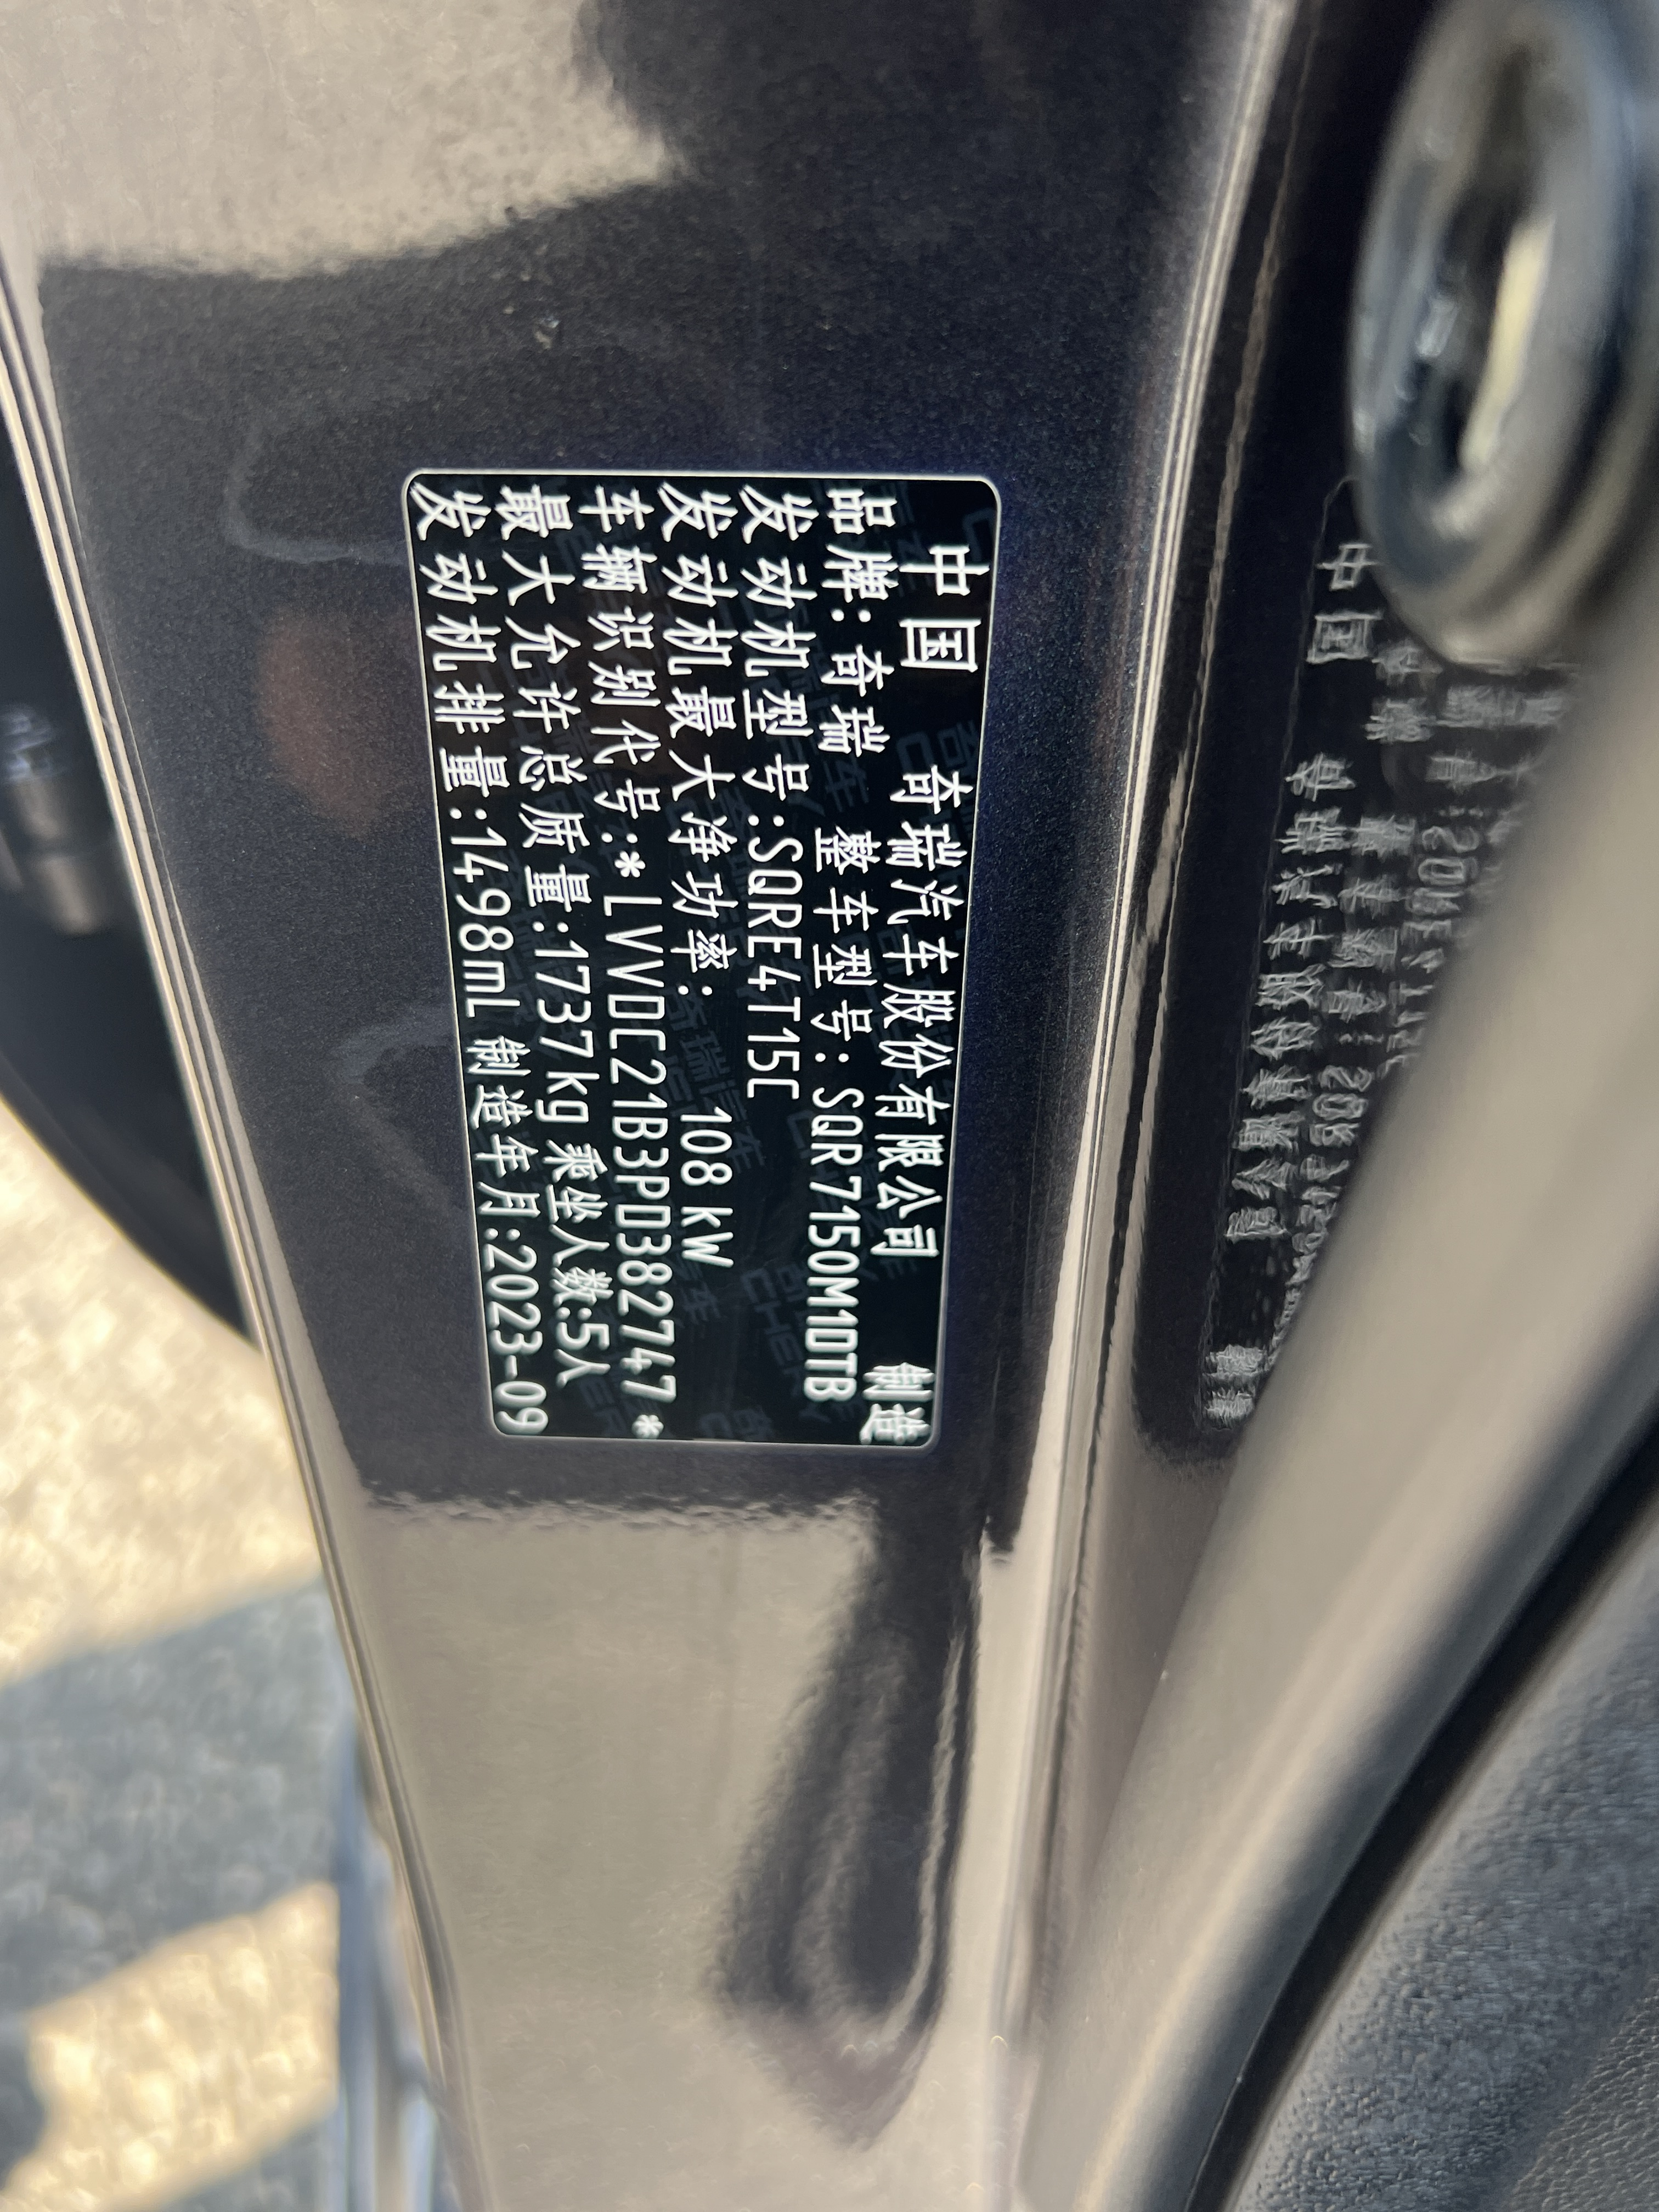 中国 奇瑞汽车股份有限公司 制造
品牌: 奇瑞 整车型号: SQR7150M1DTB
发动机型号:SQRE4T15C
发动机最大净功率: 108 kW
车辆识别代号:*LVVDC21B3PD382747*
最大允许总质量:1737kg 乘坐人数:5人
发动机排量:1498mL 制造年月:2023-09